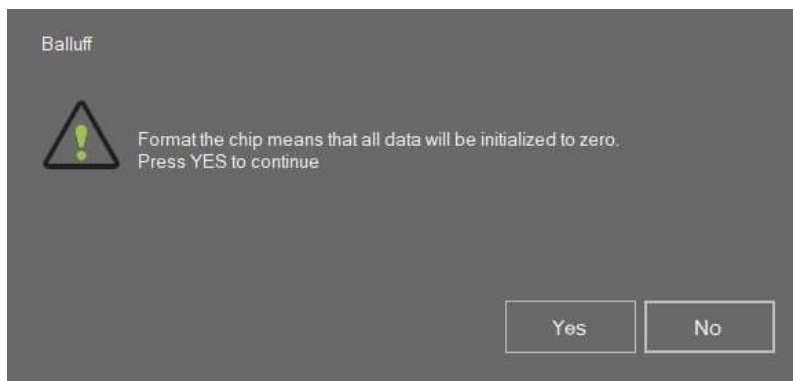 Balluff
Format the chip means that all data will be initialized to zero.
Press YES to continue
Yes
No